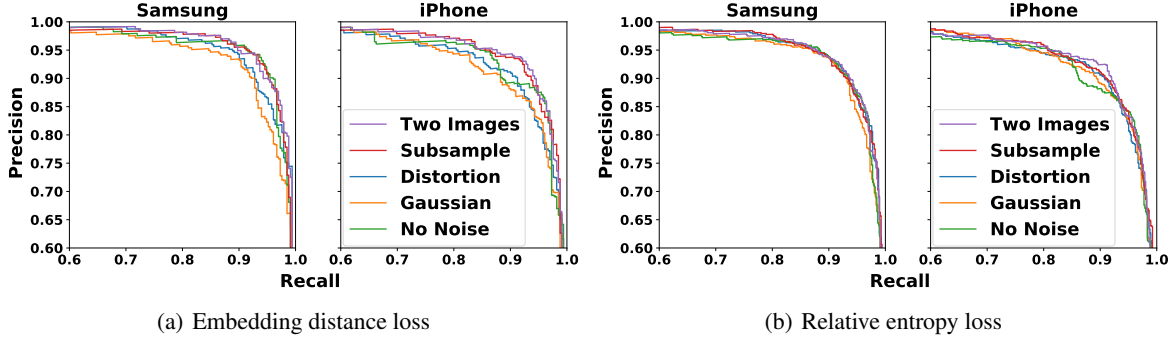 Samsung
iPhone
Precision
1.00
0.95
0.90
0.85
0.80
0.75
0.70
0.65
0.60
0.6 0.7 0.8 0.9 1.0
0.6 0.7 0.8 0.9 1.0
Two Images
Subsample
Distortion
Gaussian
No Noise
Recall
(a) Embedding distance loss
Samsung
iPhone
Precision
1.00
0.95
0.90
0.85
0.80
0.75
0.70
0.65
0.60
0.6 0.7 0.8 0.9 1.0
0.6 0.7 0.8 0.9 1.0
Two Images
Subsample
Distortion
Gaussian
No Noise
Recall
(b) Relative entropy loss